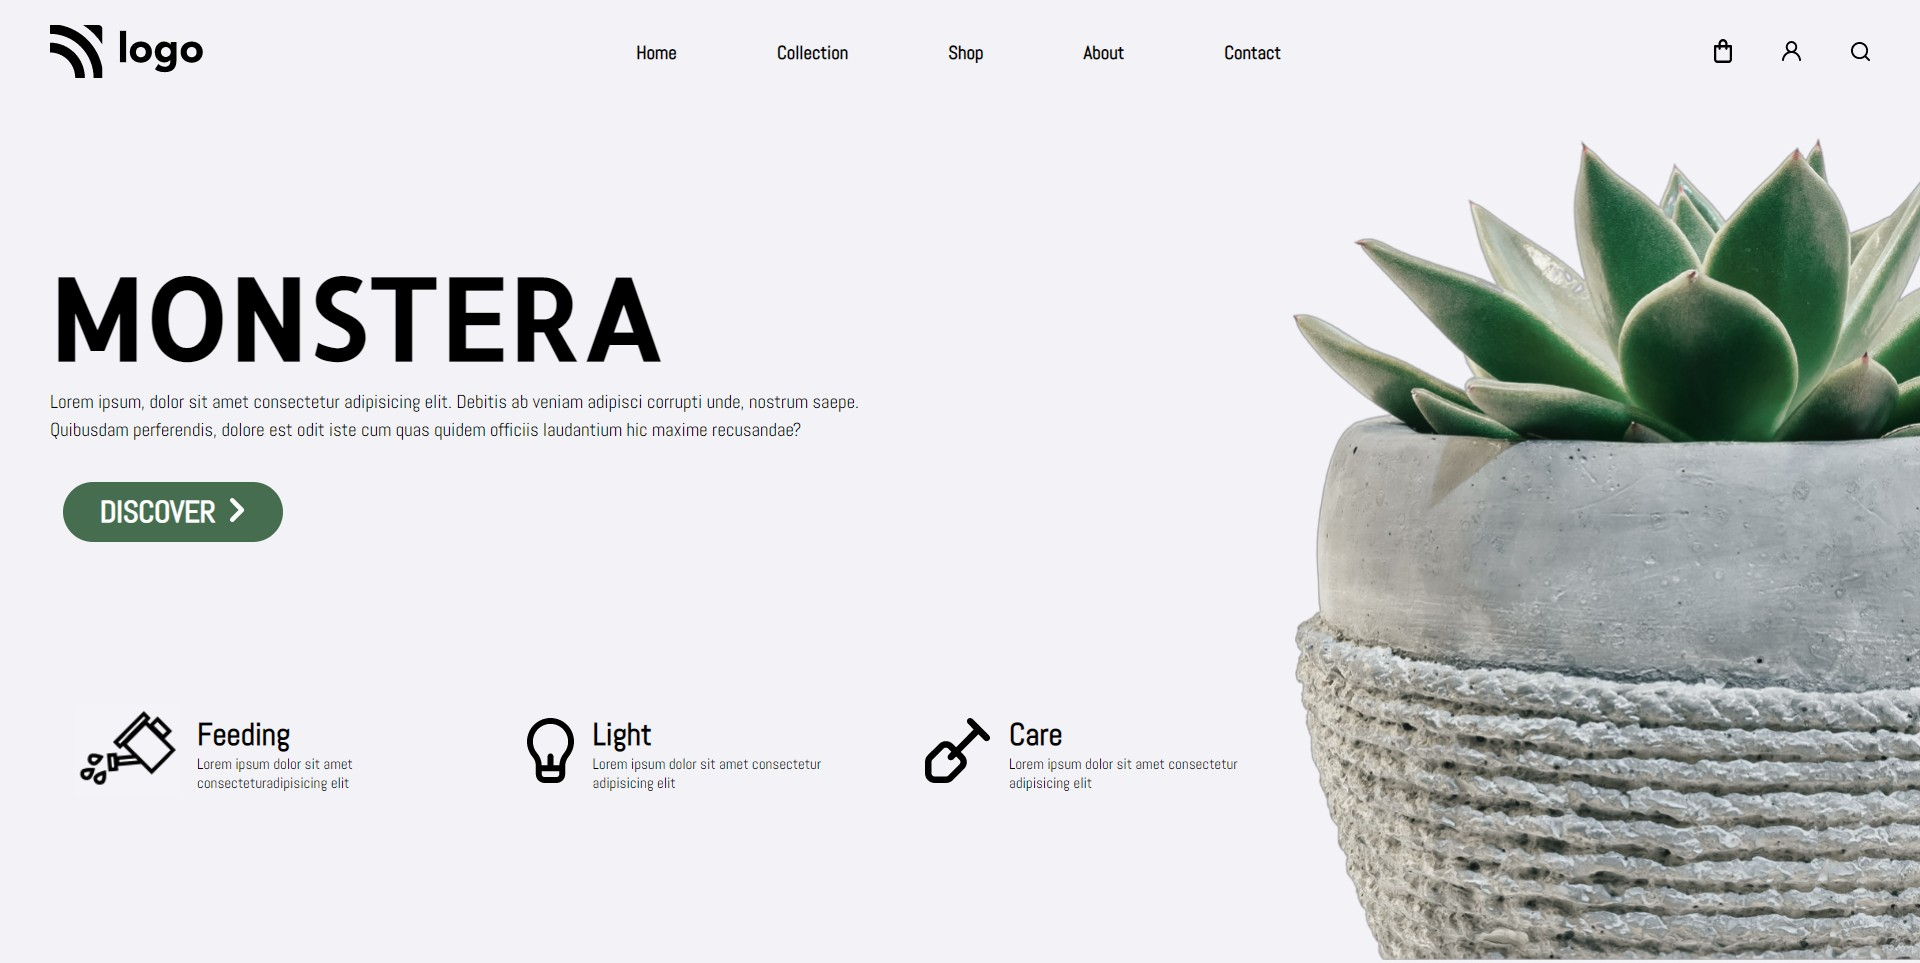 logo
Home
Collection
Shop
About
Contact
MONSTERA
Lorem ipsum, dolor sit amet consectetur adipisicing elit. Debitis ab veniam adipisci corrupti unde, nostrum saepe.
Quibusdam perferendis, dolore est odit iste cum quas quidem officiis laudantium hic maxime recusandae?
DISCOVER
Feeding
Lorem ipsum dolor sit amet
consecteturadipisicing elit
Light
Lorem ipsum dolor sit amet consectetur
adipisicing elit
Care
Lorem ipsum dolor sit amet consectetur
adipisicing elit